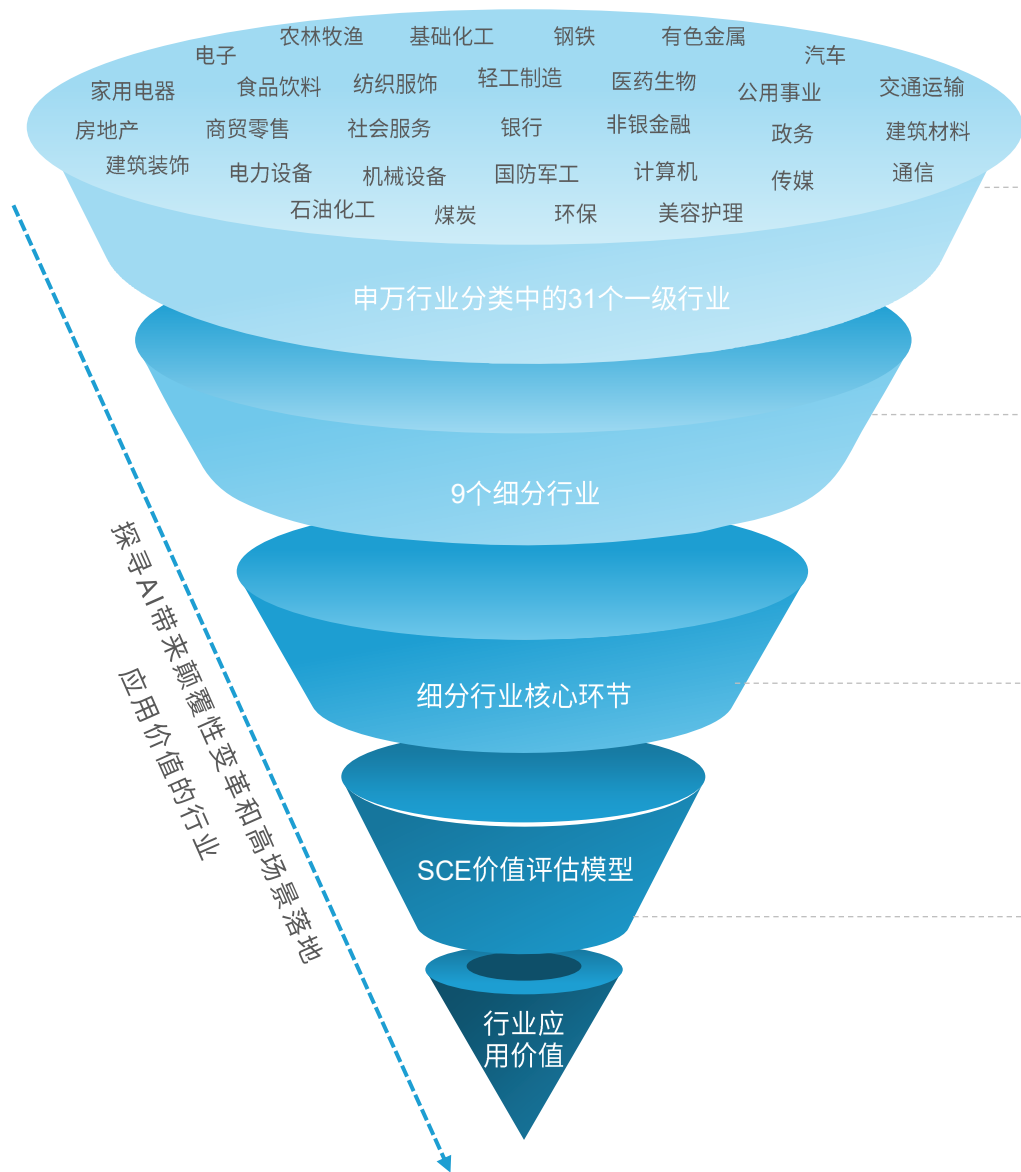 农林牧渔 基础化工 钢铁 有色金属
电子 汽车
家用电器 食品饮料 纺织服饰 轻工制造 医药生物 公用事业 交通运输
房地产 商贸零售 社会服务 银行 非银金融 政务 建筑材料
建筑装饰 电力设备 机械设备 国防军工 计算机 传媒 通信
石油化工 煤炭 环保 美容护理
申万行业分类中的31个一级行业
9个细分行业
细分行业核心环节
SCE价值评估模型
行业应
用价值
探寻AI带来颠覆性变革和高场景落地
应用价值的行业